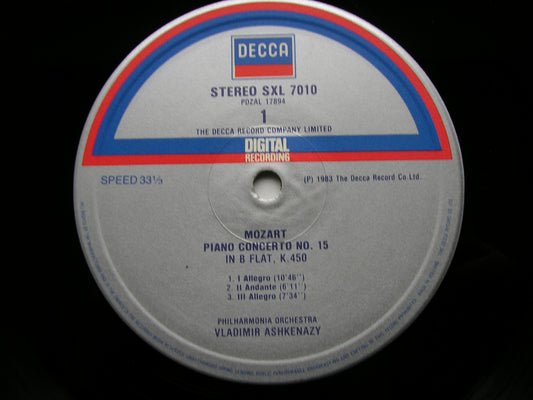 DECCA
STEREO SXL 7010
PDZAL 17894
1
THE DECCA RECORD COMPANY LIMITED
DIGITAL
RECORDING
SPEED 33⅓
(P) 1983 The Decca Record Co.Ltd.
MOZART
PIANO CONCERTO NO. 15
IN B FLAT, K.450
1. I Allegro (10'46'')
2. II Andante (6'11'')
3. III Allegro (7'34'')
PHILHARMONIA ORCHESTRA
VLADIMIR ASHKENAZY